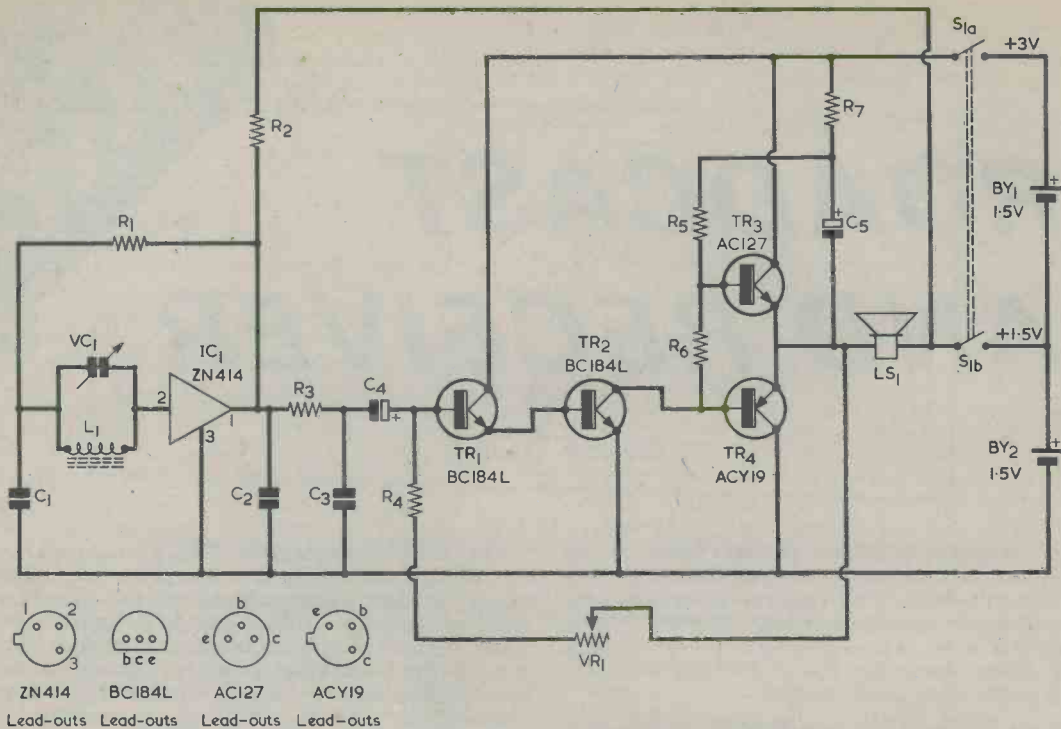 S1a
+3V
R7
R2
BY1
1.5V
+
R5
TR3
AC127
+
C5
R1
VC1
IC1
ZN414
2
1
3
L1
R3
C4
+
TR2
BC184L
R6
LS1
S1b
+1.5V
TR1
BC184L
TR4
ACY19
BY2
1.5V
+
C1
C2
C3
R4
VR1
1 2
3
b c e
b
e c
e b
c
ZN414 BC184L AC127 ACY19
Lead-outs Lead-outs Lead-outs Lead-outs